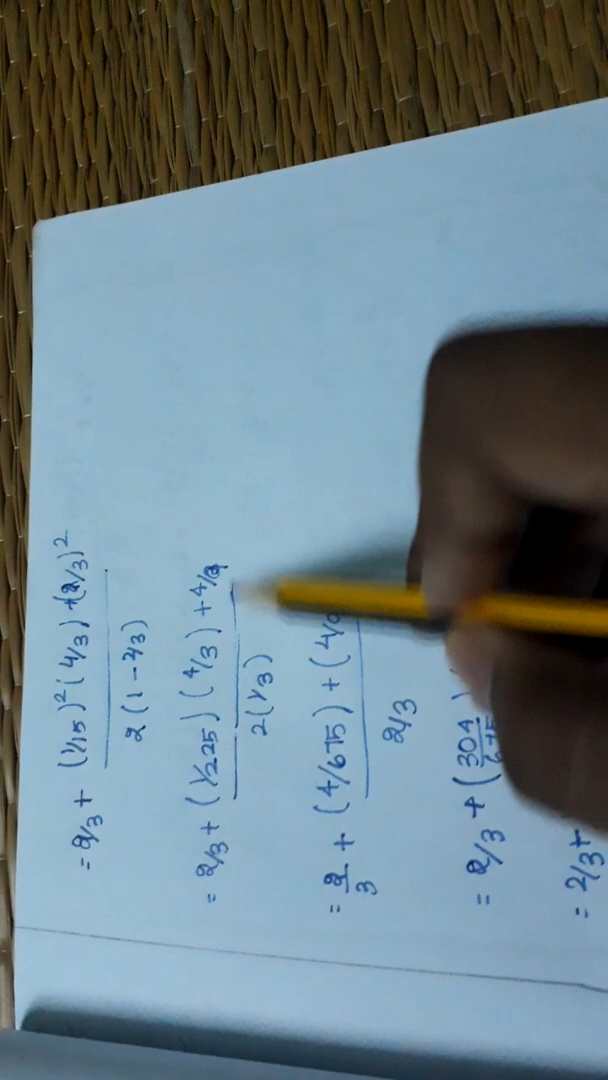 = 2/3 + (1/15)² (4/3) + (2/3)²
2 (1 - 2/3)
= 2/3 + (1/225) (4/3) + 4/9
2 (1/3)
= 2/3 + (4/675) + (4/
2/3
= 2/3 + (304/675)
= 2/3 +